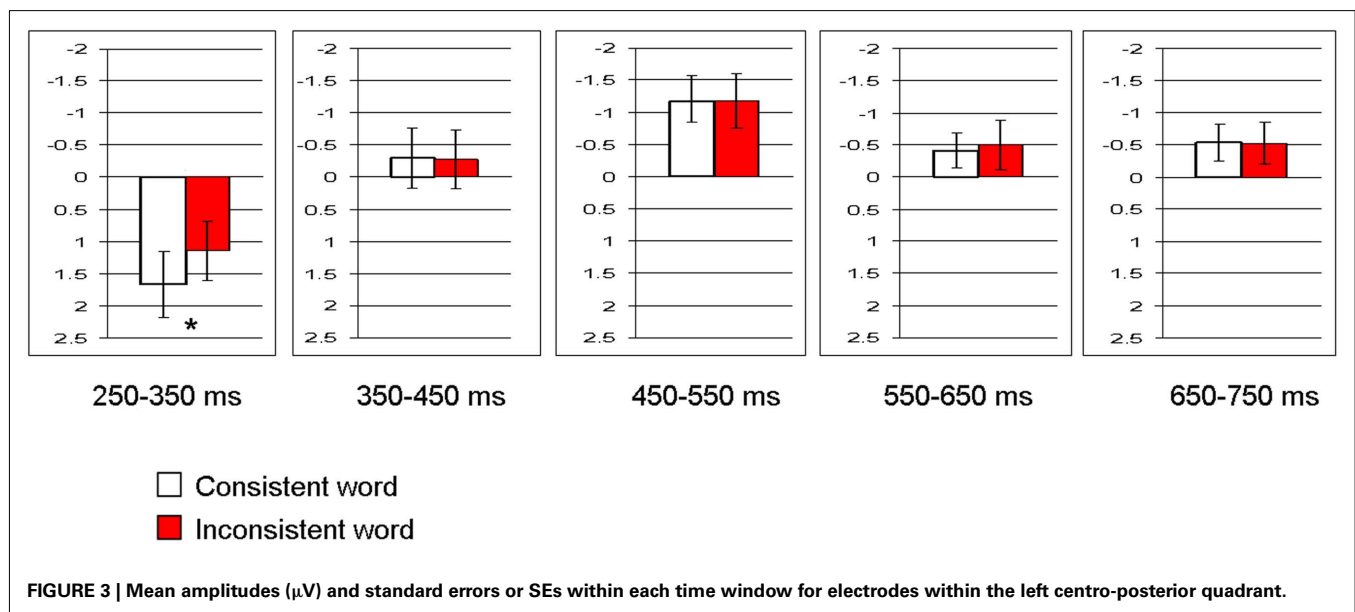 -2 -2 -2 -2 -2
-1.5 -1.5 -1.5 -1.5 -1.5
-1 -1 -1 -1 -1
-0.5 -0.5 -0.5 -0.5 -0.5
0 0 0 0 0
0.5 0.5 0.5 0.5 0.5
1 1 1 1 1
1.5 1.5 1.5 1.5 1.5
2 2 2 2 2
* 
2.5 2.5 2.5 2.5 2.5
250-350 ms 350-450 ms 450-550 ms 550-650 ms 650-750 ms
Consistent word
Inconsistent word
FIGURE 3 | Mean amplitudes (μV) and standard errors or SEs within each time window for electrodes within the left centro-posterior quadrant.